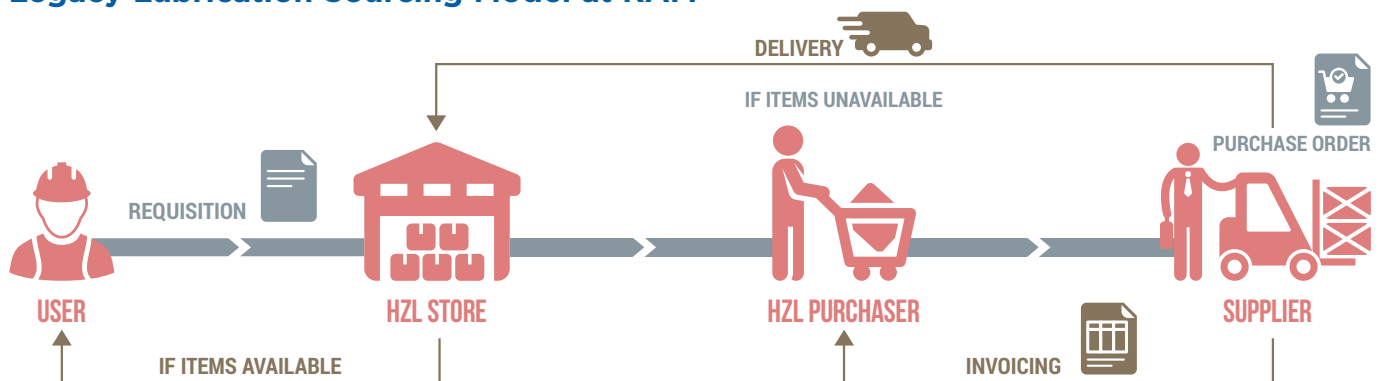 DELIVERY
IF ITEMS UNAVAILABLE
PURCHASE ORDER
REQUISITION
USER
HZL STORE
HZL PURCHASER
SUPPLIER
IF ITEMS AVAILABLE
INVOICING